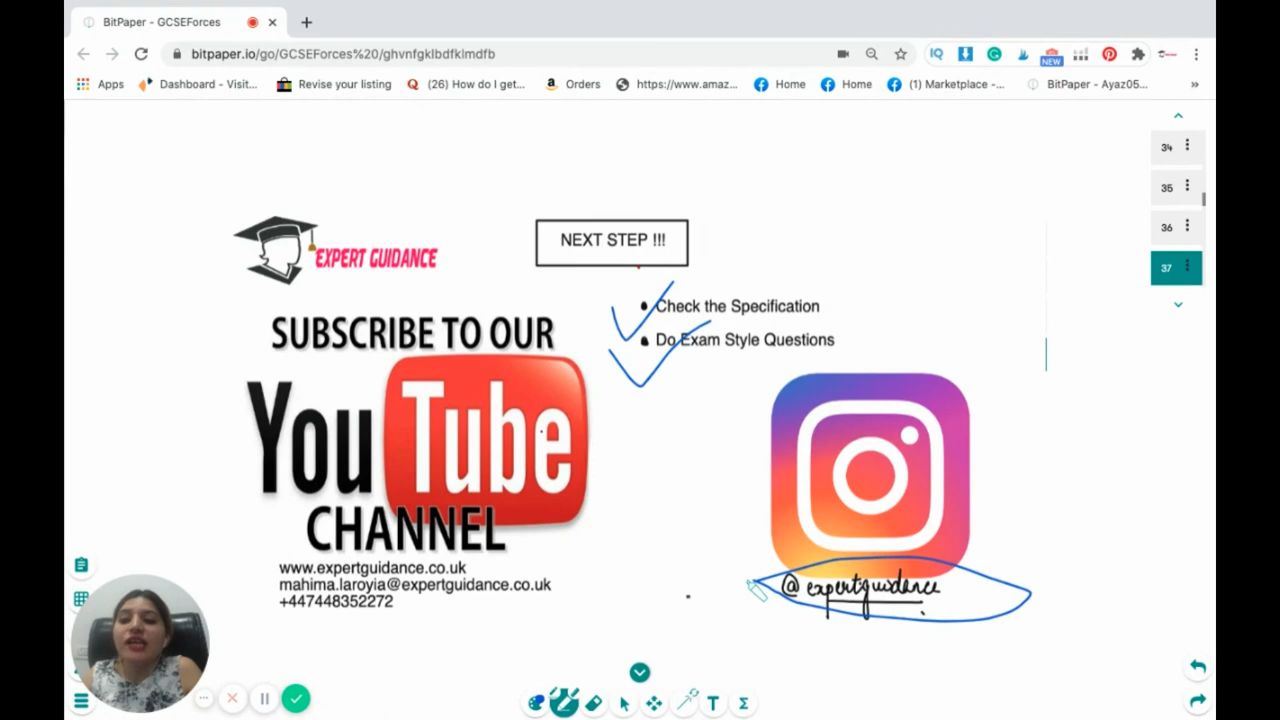 BitPaper - GCSEForces
bitpaper.io/go/GCSEForces%20/ghvnfgklbdfklmdfb
NEW
Apps
Dashboard - Visit...
Revise your listing
(26) How do I get...
Orders
https://www.amaz...
Home
Home
(1) Marketplace -...
BitPaper - Ayaz05...
»
34
35
36
37
EXPERT GUIDANCE
NEXT STEP !!!
• Check the Specification
• Do Exam Style Questions
SUBSCRIBE TO OUR
YouTube
CHANNEL
www.expertguidance.co.uk
mahima.laroyia@expertguidance.co.uk
+447448352272
@expertguidance
T
Σ